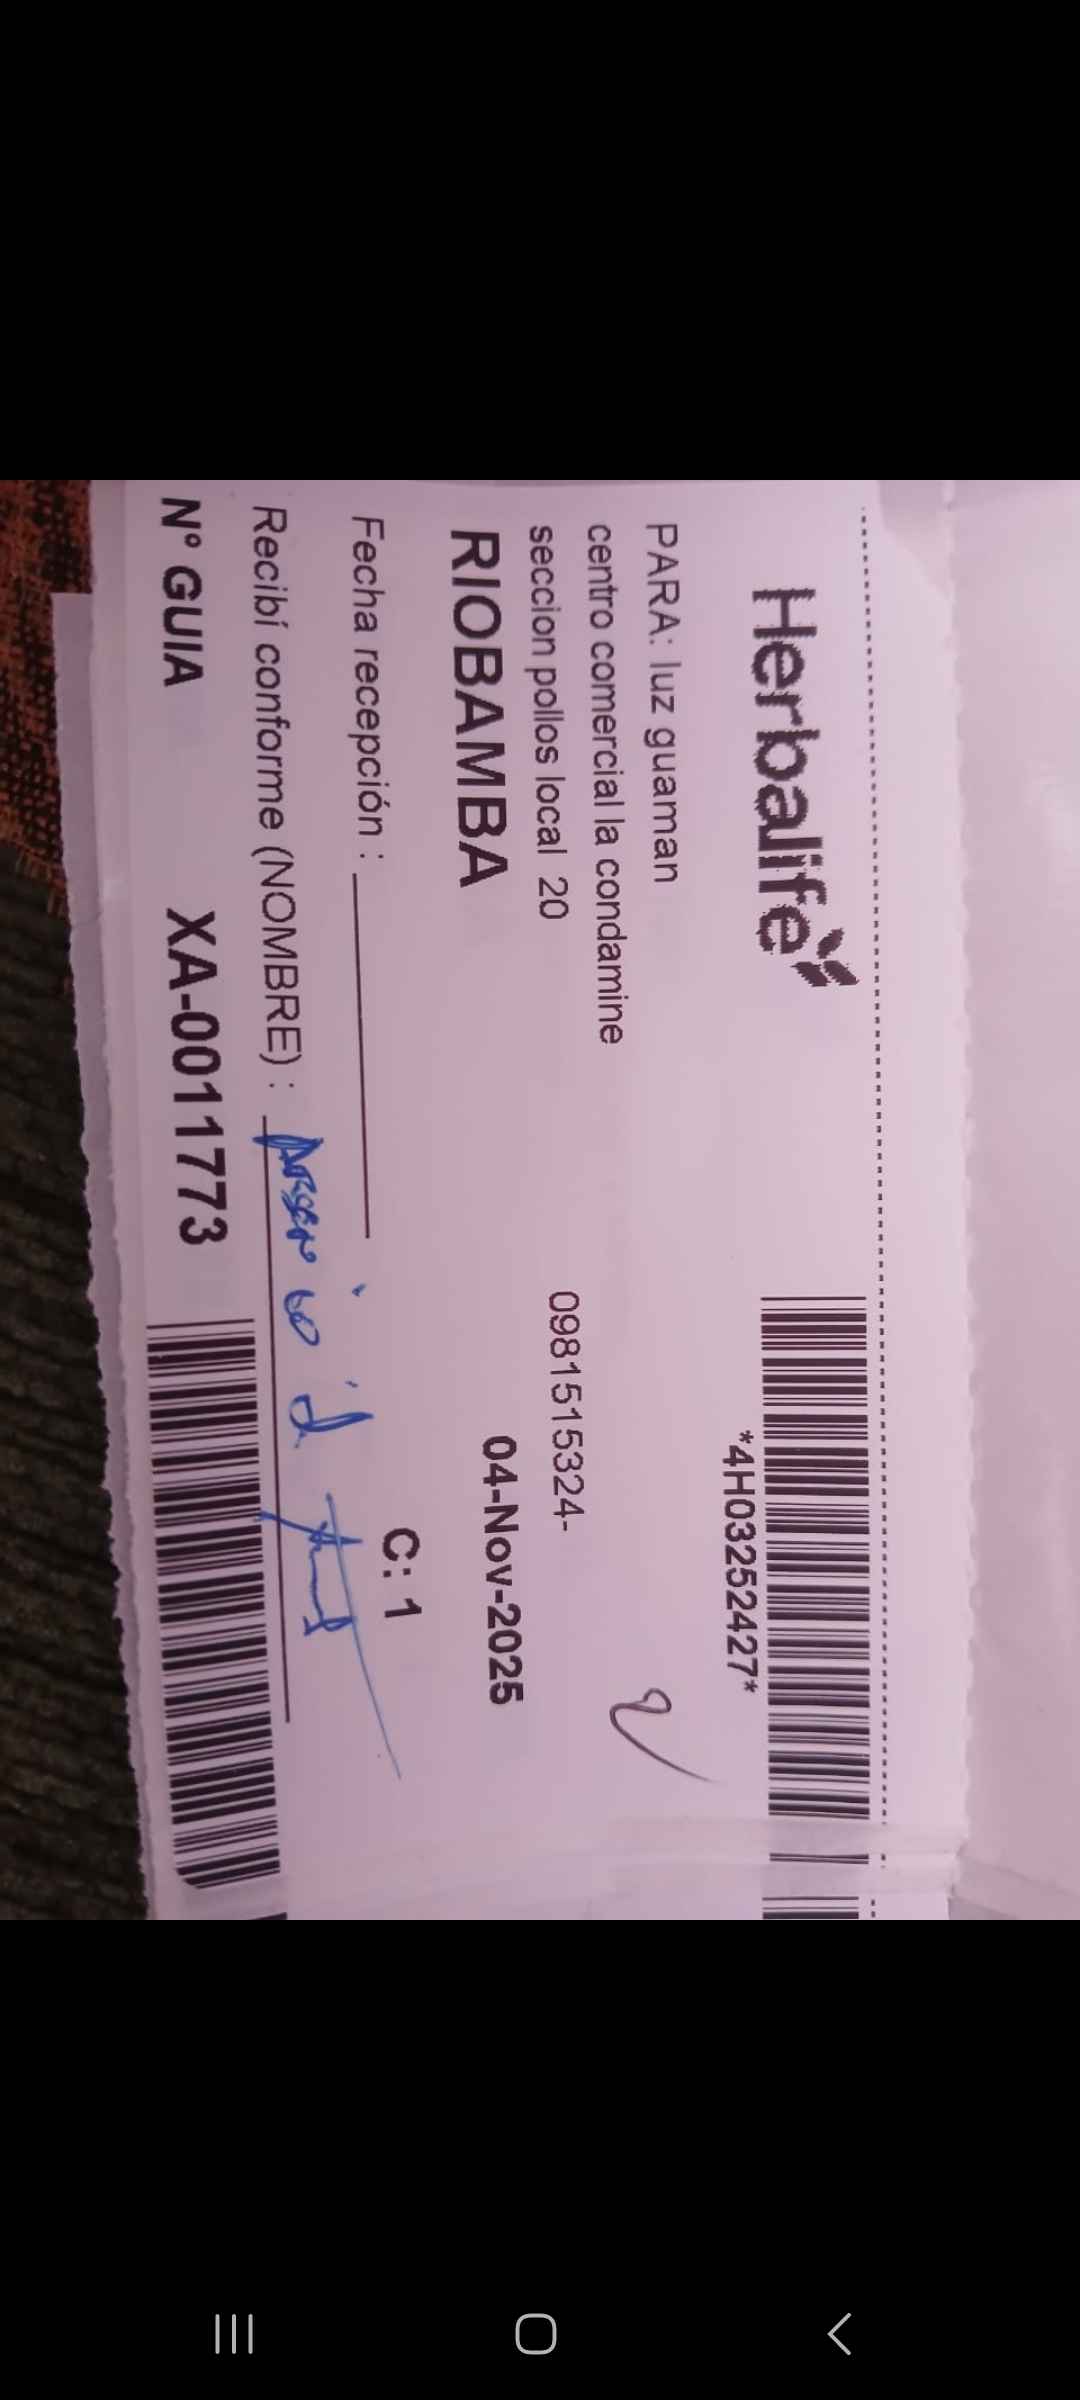 Herbalife
*4H03252427*
PARA: luz guaman
centro comercial la condamine
seccion pollos local 20
0981515324-
RIOBAMBA
04-Nov-2025
Fecha recepción :
C: 1
Recibí conforme (NOMBRE) :
Nº GUIA XA-0011773